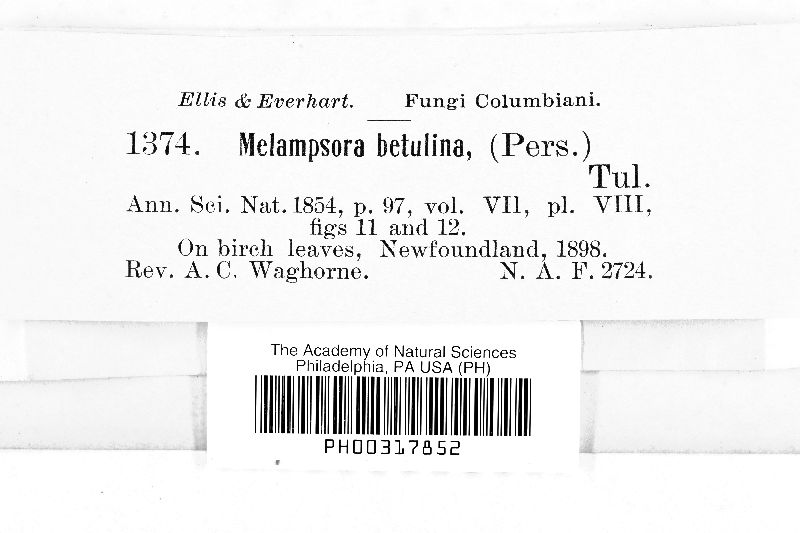 Ellis & Everhart. Fungi Columbiani.
1374. Melampsora betulina, (Pers.)
Tul.
Ann. Sci. Nat. 1854, p. 97, vol. VII, pl. VIII,
figs 11 and 12.
On birch leaves, Newfoundland, 1898.
Rev. A. C. Waghorne. N. A. F. 2724.
The Academy of Natural Sciences
Philadelphia, PA USA (PH)
PH00317852